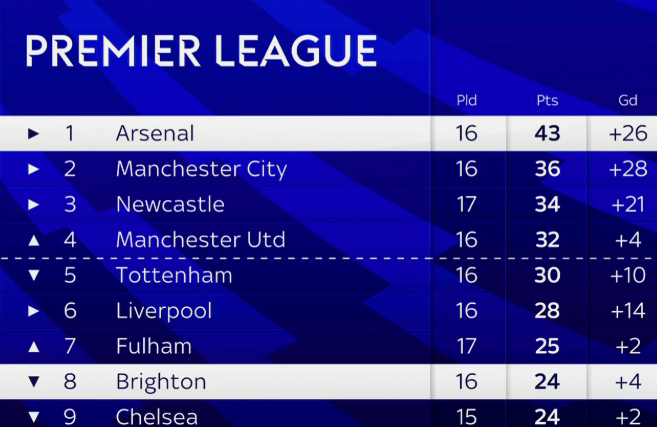 PREMIER LEAGUE
Pld Pts Gd
► 1 Arsenal 16 43 +26
► 2 Manchester City 16 36 +28
► 3 Newcastle 17 34 +21
▲ 4 Manchester Utd 16 32 +4
▼ 5 Tottenham 16 30 +10
► 6 Liverpool 16 28 +14
▲ 7 Fulham 17 25 +2
▼ 8 Brighton 16 24 +4
▼ 9 Chelsea 15 24 +2